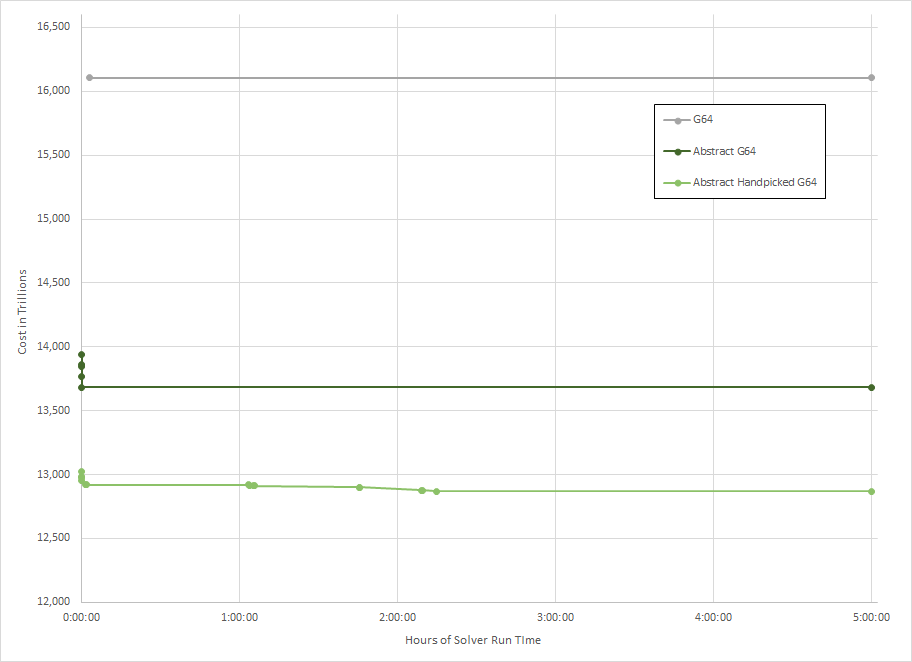 16,500
16,000
15,500
15,000
14,500
14,000
13,500
13,000
12,500
12,000
Cost in Trillions
G64
Abstract G64
Abstract Handpicked G64
0:00:00 1:00:00 2:00:00 3:00:00 4:00:00 5:00:00
Hours of Solver Run TIme